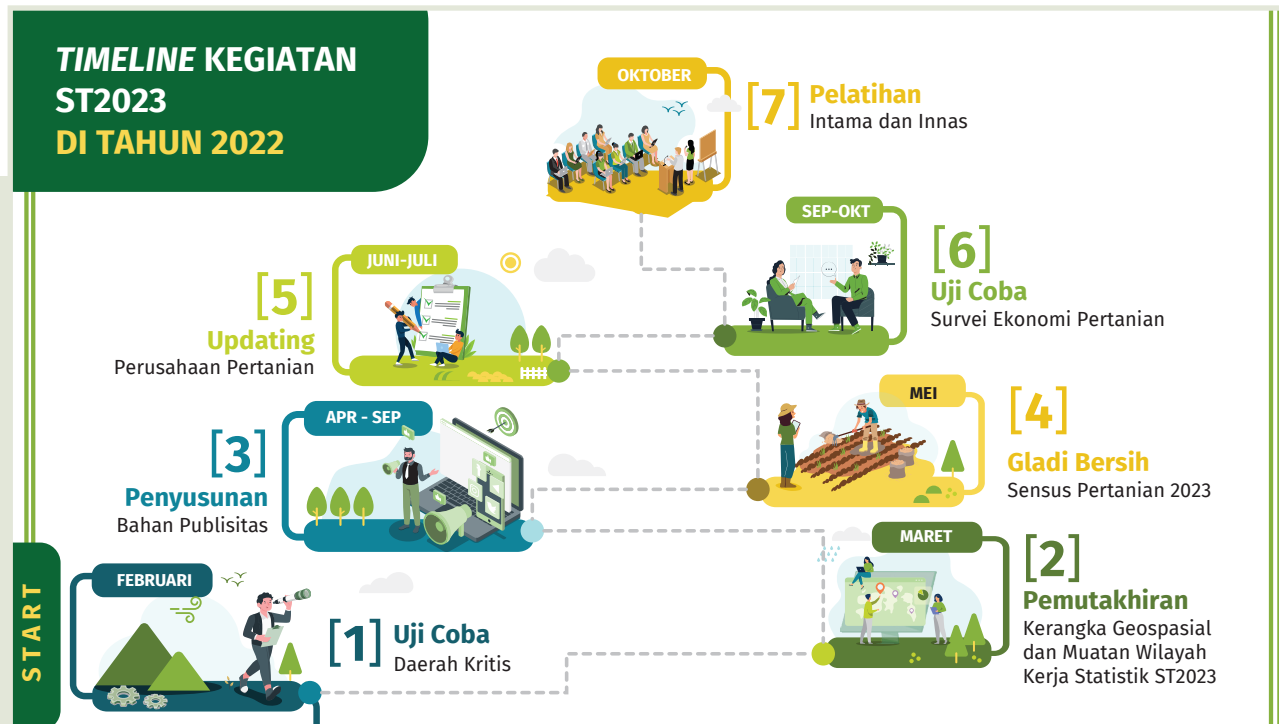 TIMELINE KEGIATAN
ST2023
DI TAHUN 2022
OKTOBER
[7] Pelatihan
Intama dan Innas
SEP-OKT
[6]
Uji Coba
Survei Ekonomi Pertanian
JUNI-JULI
[5]
Updating
Perusahaan Pertanian
MEI
[4]
Gladi Bersih
Sensus Pertanian 2023
APR - SEP
[3]
Penyusunan
Bahan Publisitas
MARET
[2]
Pemutakhiran
Kerangka Geospasial
dan Muatan Wilayah
Kerja Statistik ST2023
FEBRUARI
[1] Uji Coba
Daerah Kritis
START